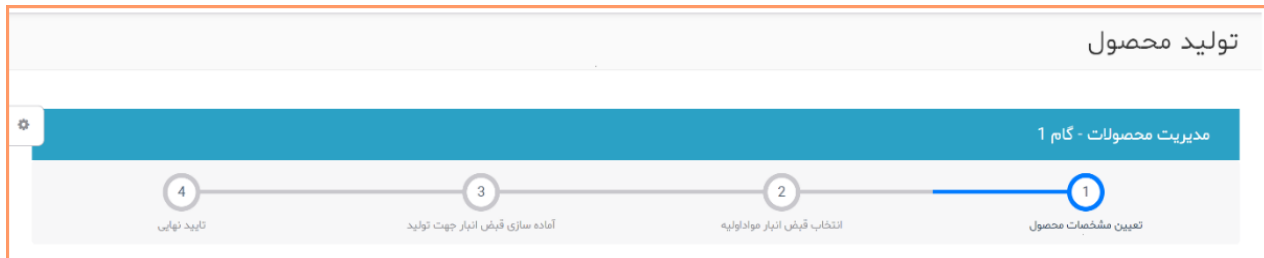 تولید محصول
مدیریت محصولات - گام 1
1
2
3
4
تعیین مشخصات محصول
انتخاب قبض انبار مواداولیه
آماده سازی قبض انبار جهت تولید
تایید نهایی